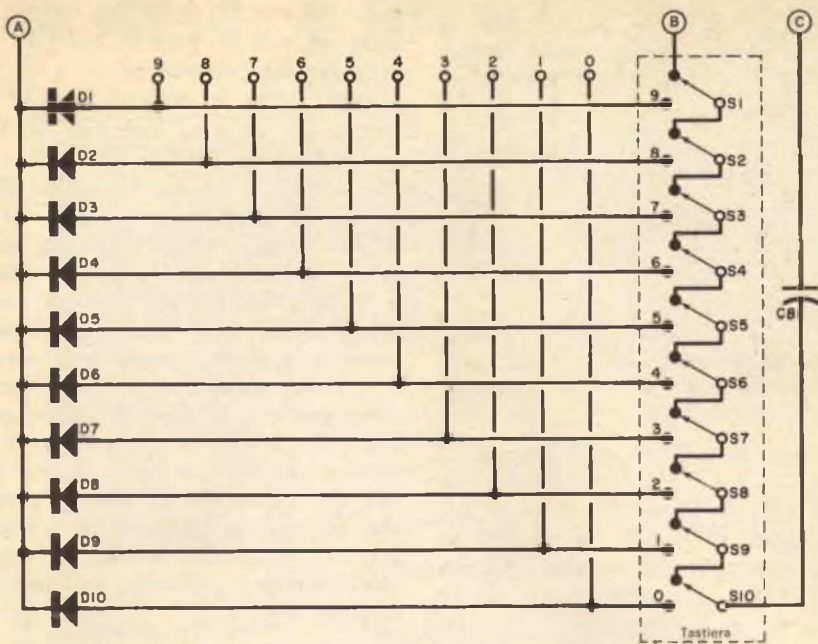 A B C
9 8 7 6 5 4 3 2 1 0
D1 9 S1
D2 8 S2
D3 7 S3
D4 6 S4
C8
D5 5 S5
D6 4 S6
D7 3 S7
D8 2 S8
D9 1 S9
D10 0 S10
Tastiera